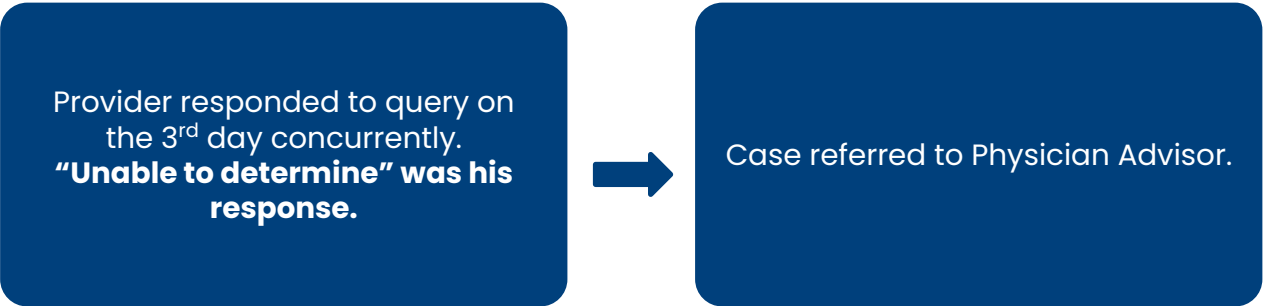 Provider responded to query on
the 3rd day concurrently.
“Unable to determine” was his
response.
Case referred to Physician Advisor.